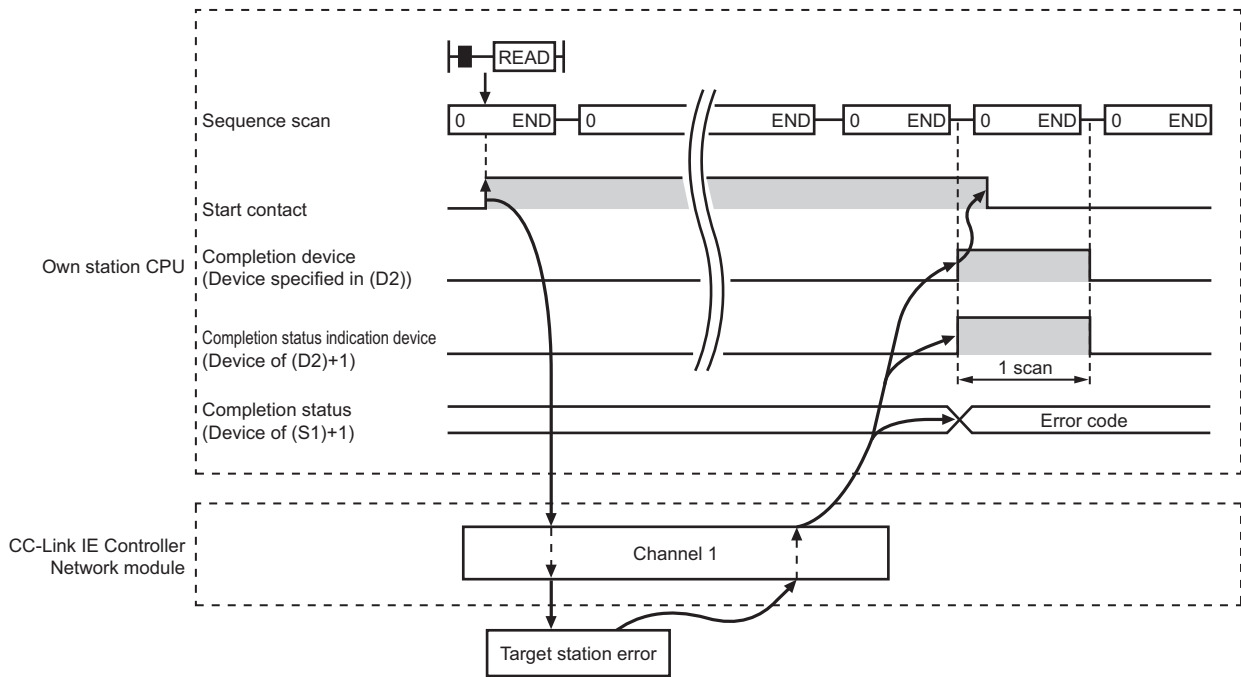 READ
Sequence scan
0 END 0 END 0 END 0 END 0 END
Start contact
Own station CPU
Completion device
(Device specified in (D2))
Completion status indication device
(Device of (D2)+1)
1 scan
Completion status
(Device of (S1)+1)
Error code
CC-Link IE Controller
Network module
Channel 1
Target station error